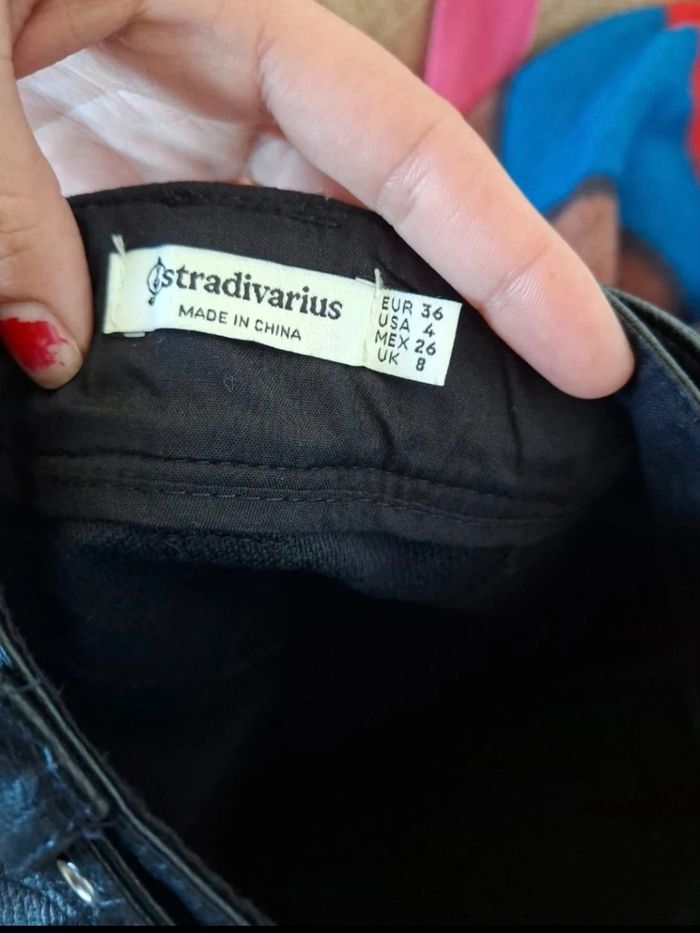 stradivarius
MADE IN CHINA
EUR 36
USA 4
MEX 26
UK 8